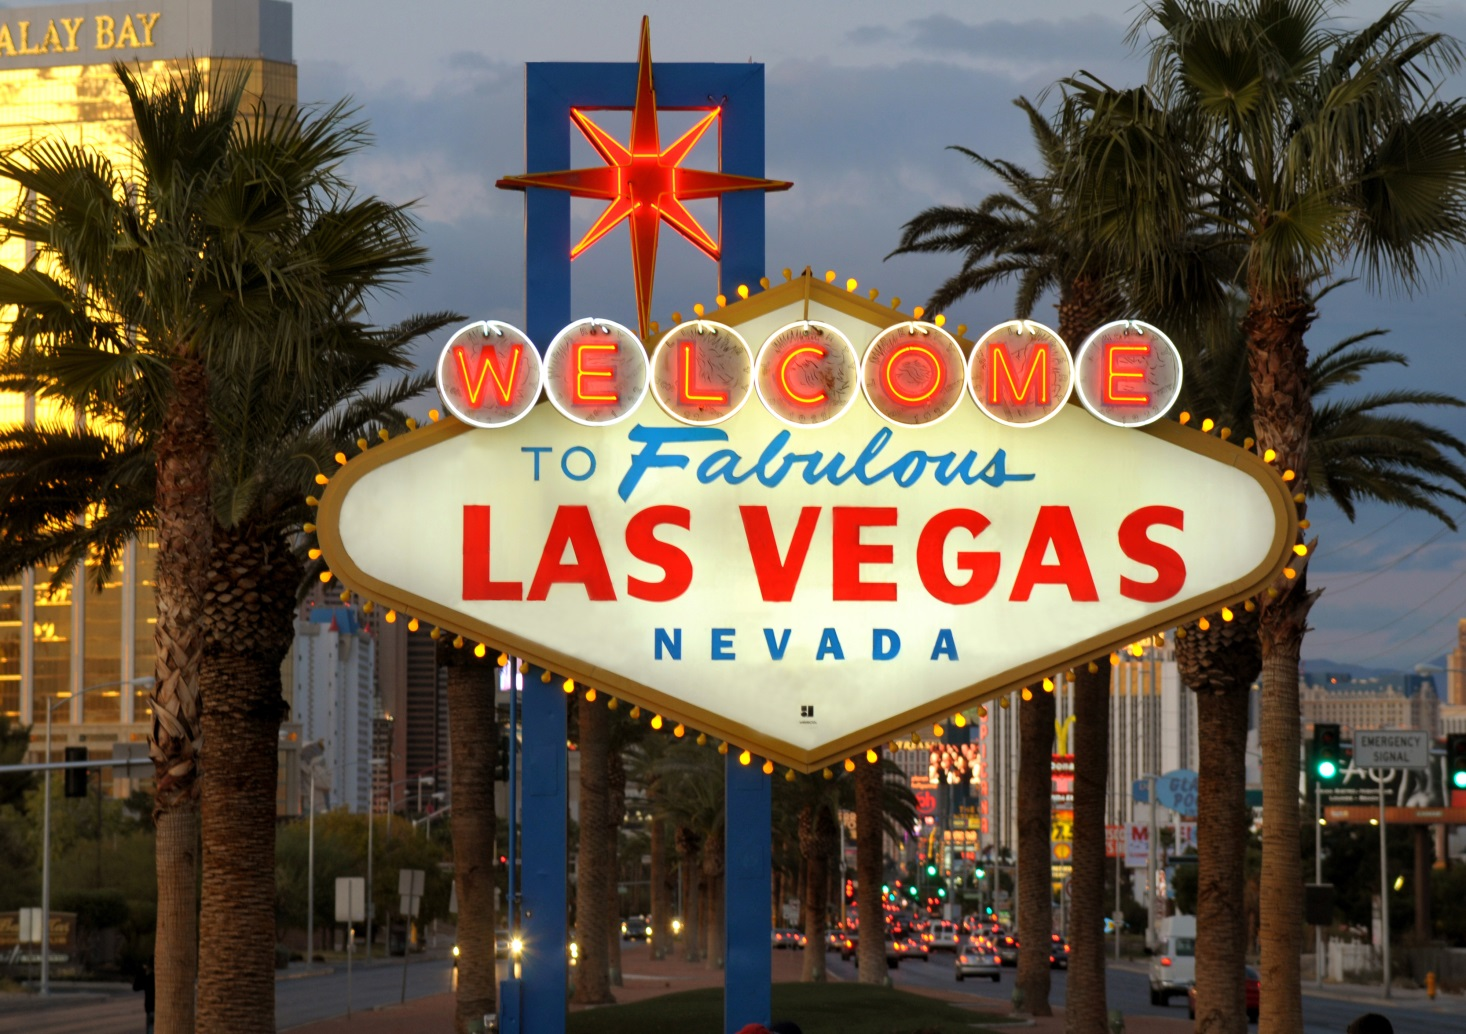 ALAY BAY
WELCOME
TO Fabulous
LAS VEGAS
NEVADA
EMERGENCY
SIGNAL